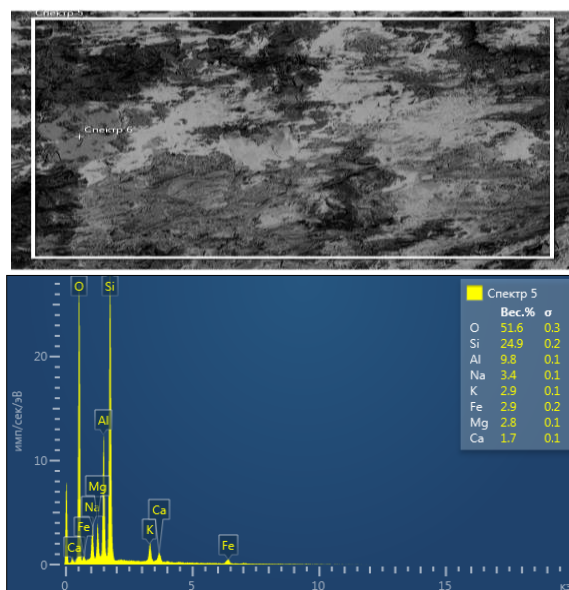 Спектр 5
Спектр 6
Спектр 5
Вес.% σ
O 51.6 0.3
Si 24.9 0.2
Al 9.8 0.1
Na 3.4 0.1
K 2.9 0.1
Fe 2.9 0.2
Mg 2.8 0.1
Ca 1.7 0.1
O Si
20
имп/сек/эВ
Al
10
Mg
Na
Fe
Ca
K Ca
Fe
0
0 5 10 15